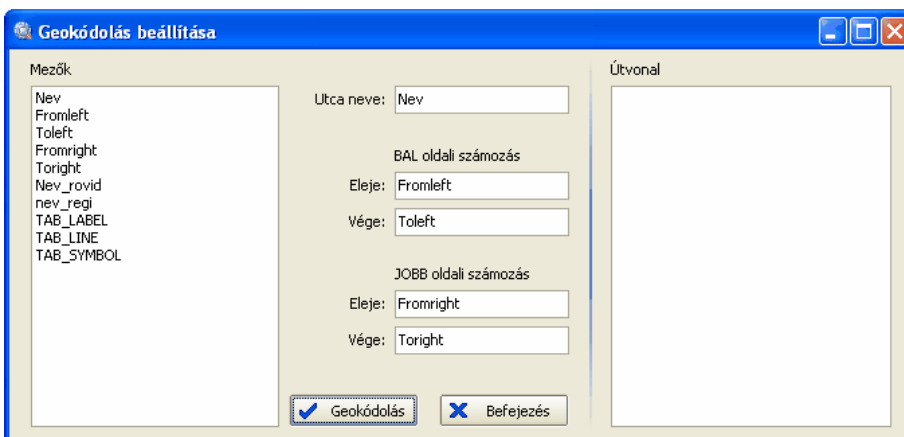 Geokódolás beállítása
Mezők
Nev
Fromleft
Toleft
Fromright
Toright
Nev_rovid
nev_regi
TAB_LABEL
TAB_LINE
TAB_SYMBOL
Utca neve: Nev
BAL oldali számozás
Eleje: Fromleft
Vége: Toleft
JOBB oldali számozás
Eleje: Fromright
Vége: Toright
Geokódolás Befejezés
Útvonal